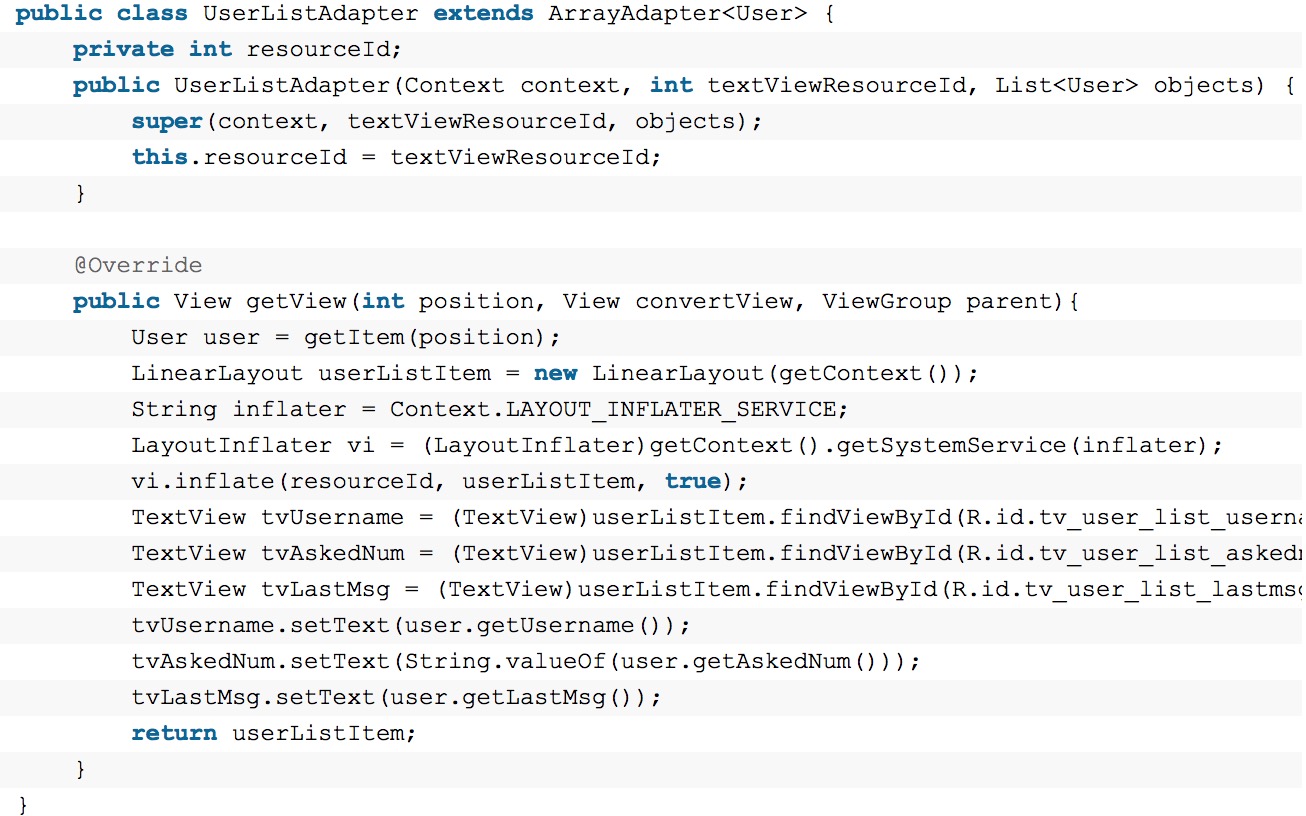 public class UserListAdapter extends ArrayAdapter<User> {
    private int resourceId;
    public UserListAdapter(Context context, int textViewResourceId, List<User> objects) {
        super(context, textViewResourceId, objects);
        this.resourceId = textViewResourceId;
    }

    @Override
    public View getView(int position, View convertView, ViewGroup parent){
        User user = getItem(position);
        LinearLayout userListItem = new LinearLayout(getContext());
        String inflater = Context.LAYOUT_INFLATER_SERVICE;
        LayoutInflater vi = (LayoutInflater)getContext().getSystemService(inflater);
        vi.inflate(resourceId, userListItem, true);
        TextView tvUsername = (TextView)userListItem.findViewById(R.id.tv_user_list_userna
        TextView tvAskedNum = (TextView)userListItem.findViewById(R.id.tv_user_list_asked
        TextView tvLastMsg = (TextView)userListItem.findViewById(R.id.tv_user_list_lastms
        tvUsername.setText(user.getUsername());
        tvAskedNum.setText(String.valueOf(user.getAskedNum()));
        tvLastMsg.setText(user.getLastMsg());
        return userListItem;
    }
}